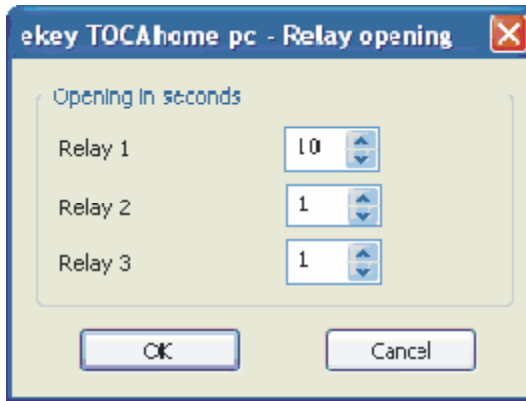 ekey TOCAhome pc - Relay opening
Opening in seconds
Relay 1 10
Relay 2 1
Relay 3 1
OK Cancel